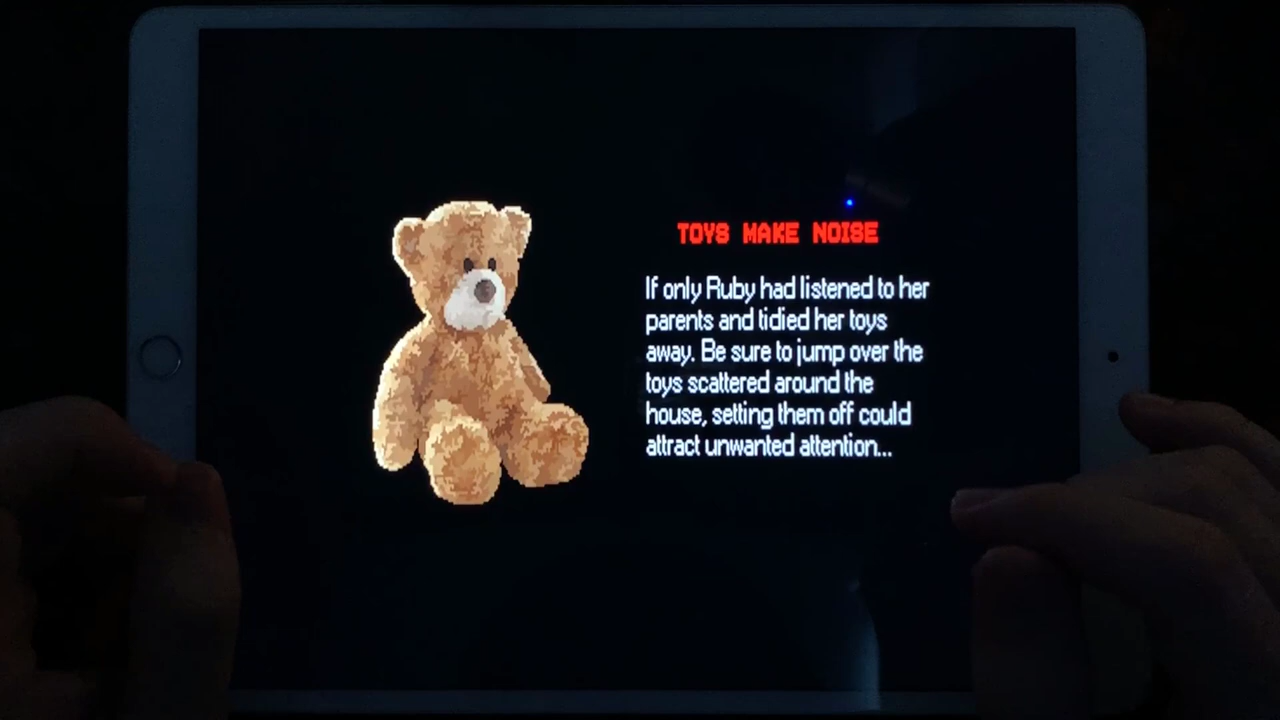 TOYS MAKE NOISE
If only Ruby had listened to her
parents and tidied her toys
away. Be sure to jump over the
toys scattered around the
house, setting them off could
attract unwanted attention...